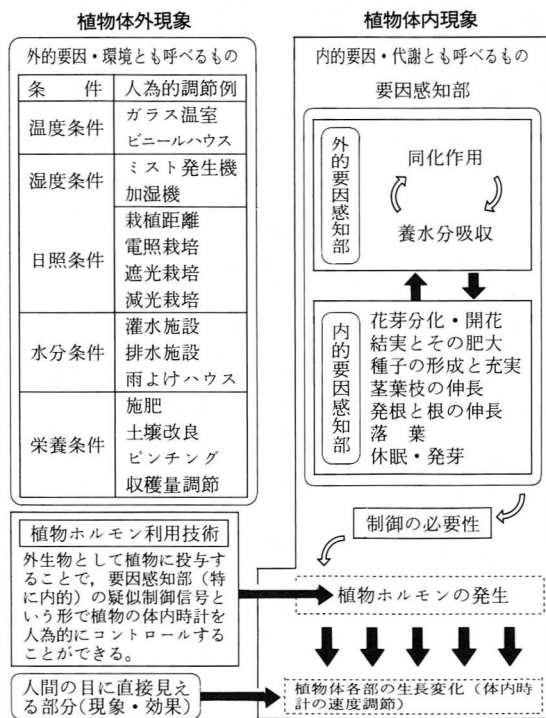 植物体外現象
外的要因・環境とも呼べるもの
条　件　人為的調節例
温度条件
ガラス温室
ビニールハウス
湿度条件
ミスト発生機
加湿機
日照条件
栽植距離
電照栽培
遮光栽培
減光栽培
水分条件
灌水施設
排水施設
雨よけハウス
栄養条件
施肥
土壌改良
ピンチング
収穫量調節
植物ホルモン利用技術
外生物として植物に投与す
ることで，要因感知部（特
に内的）の疑似制御信号と
いう形で植物の体内時計を
人為的にコントロールする
ことができる。
人間の目に直接見え
る部分(現象・効果)
植物体内現象
内的要因・代謝とも呼べるもの
要因感知部
外的要因感知部
同化作用
養水分吸収
内的要因感知部
花芽分化・開花
結実とその肥大
種子の形成と充実
茎葉枝の伸長
発根と根の伸長
落　葉
休眠・発芽
制御の必要性
植物ホルモンの発生
植物体各部の生長変化（体内時
計の速度調節）